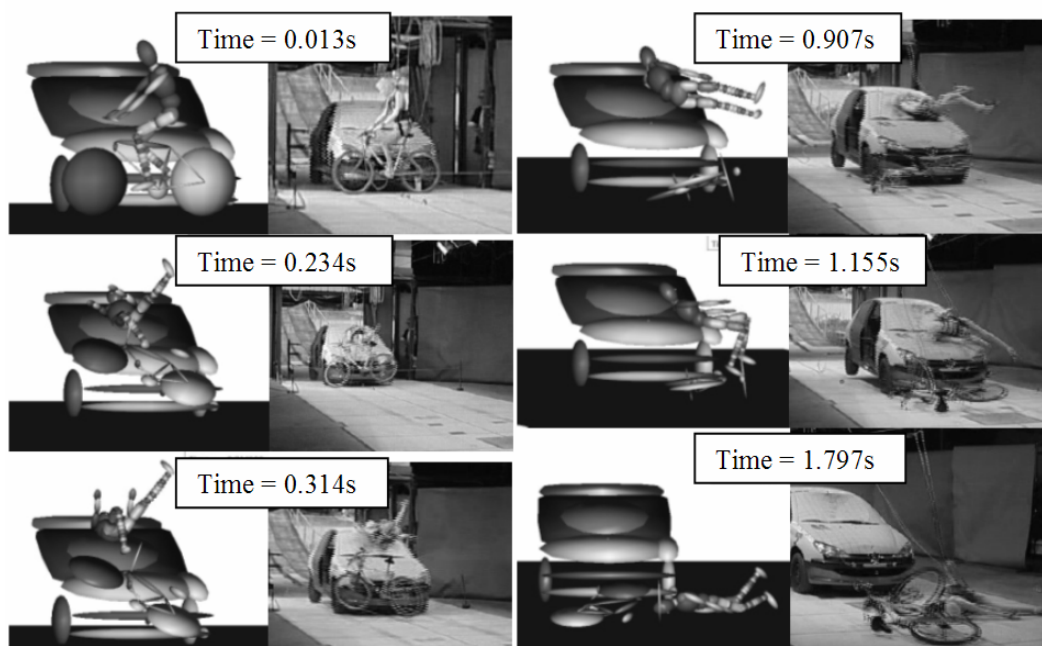 Time = 0.013s
Time = 0.234s
Time = 0.314s
Time = 0.907s
Time = 1.155s
Time = 1.797s